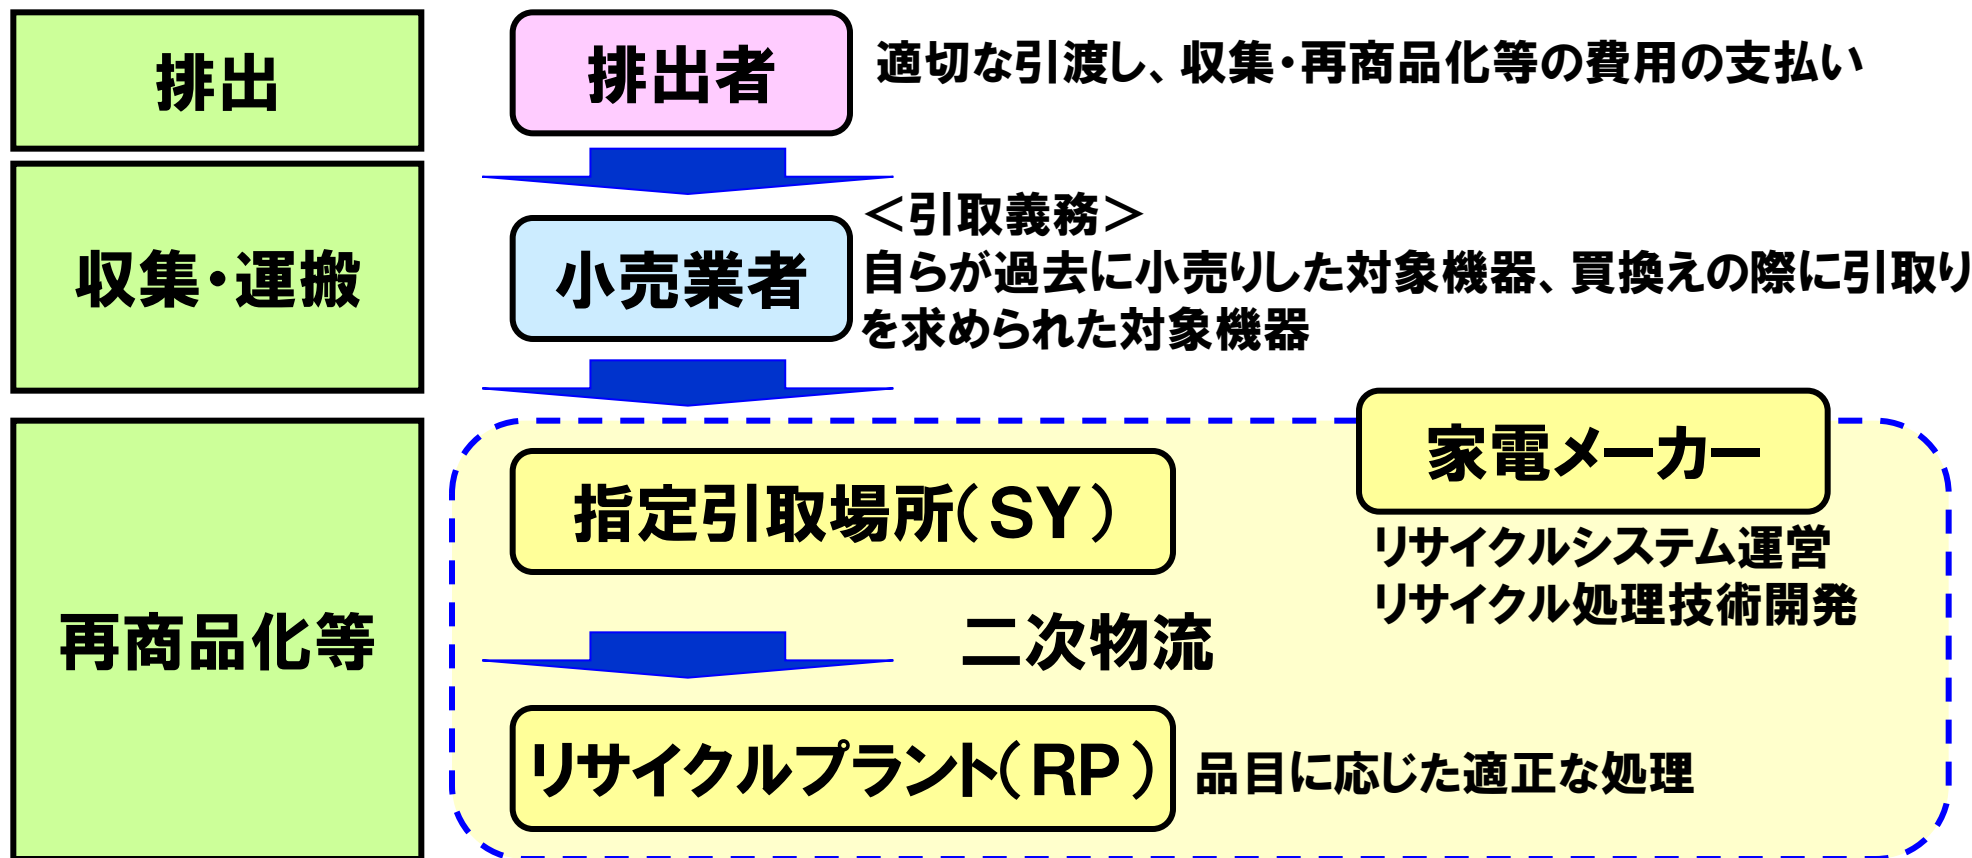 排出
排出者
適切な引渡し、収集・再商品化等の費用の支払い
収集・運搬
小売業者
＜引取義務＞
自らが過去に小売りした対象機器、買換えの際に引取り
を求められた対象機器
再商品化等
家電メーカー
リサイクルシステム運営
リサイクル処理技術開発
指定引取場所（SY）
二次物流
リサイクルプラント（RP）
品目に応じた適正な処理